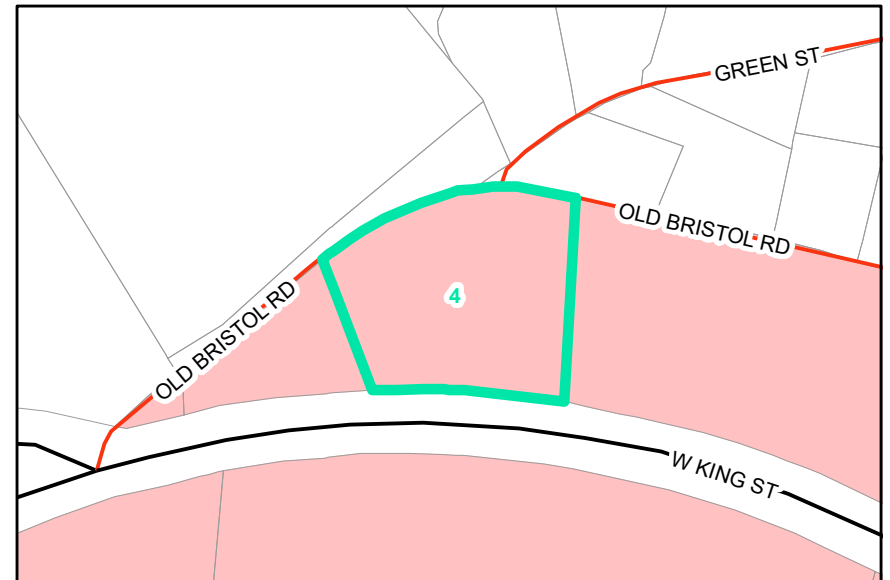 GREEN ST
OLD BRISTOL RD
4
OLD BRISTOL RD
W KING ST